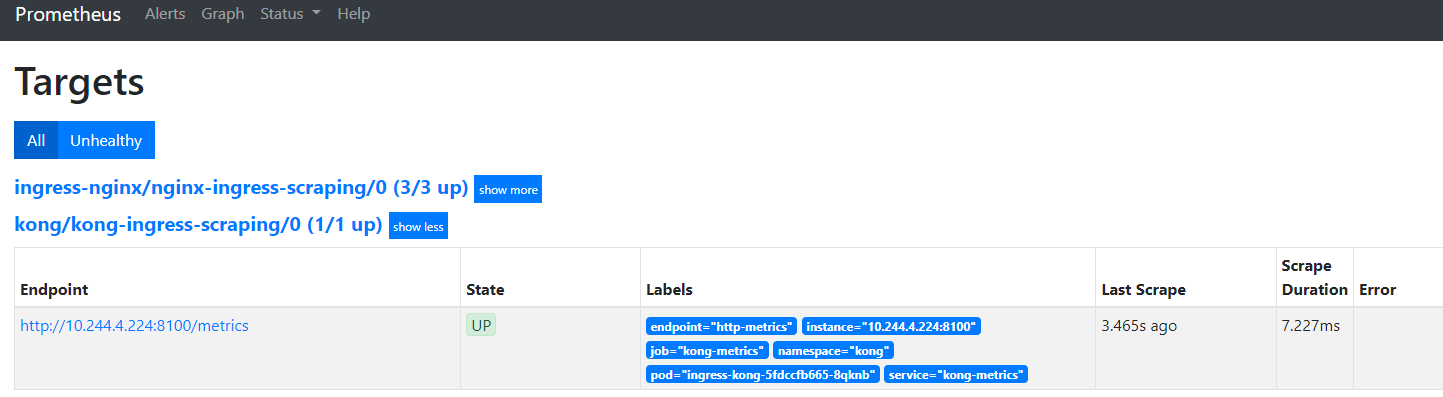 Prometheus Alerts Graph Status Help
Targets
All Unhealthy
ingress-nginx/nginx-ingress-scraping/0 (3/3 up) show more
kong/kong-ingress-scraping/0 (1/1 up) show less
Endpoint State Labels Last Scrape Scrape Duration Error
http://10.244.4.224:8100/metrics UP endpoint="http-metrics" instance="10.244.4.224:8100" 3.465s ago 7.227ms
job="kong-metrics" namespace="kong"
pod="ingress-kong-5fdccfb665-8qknb" service="kong-metrics"